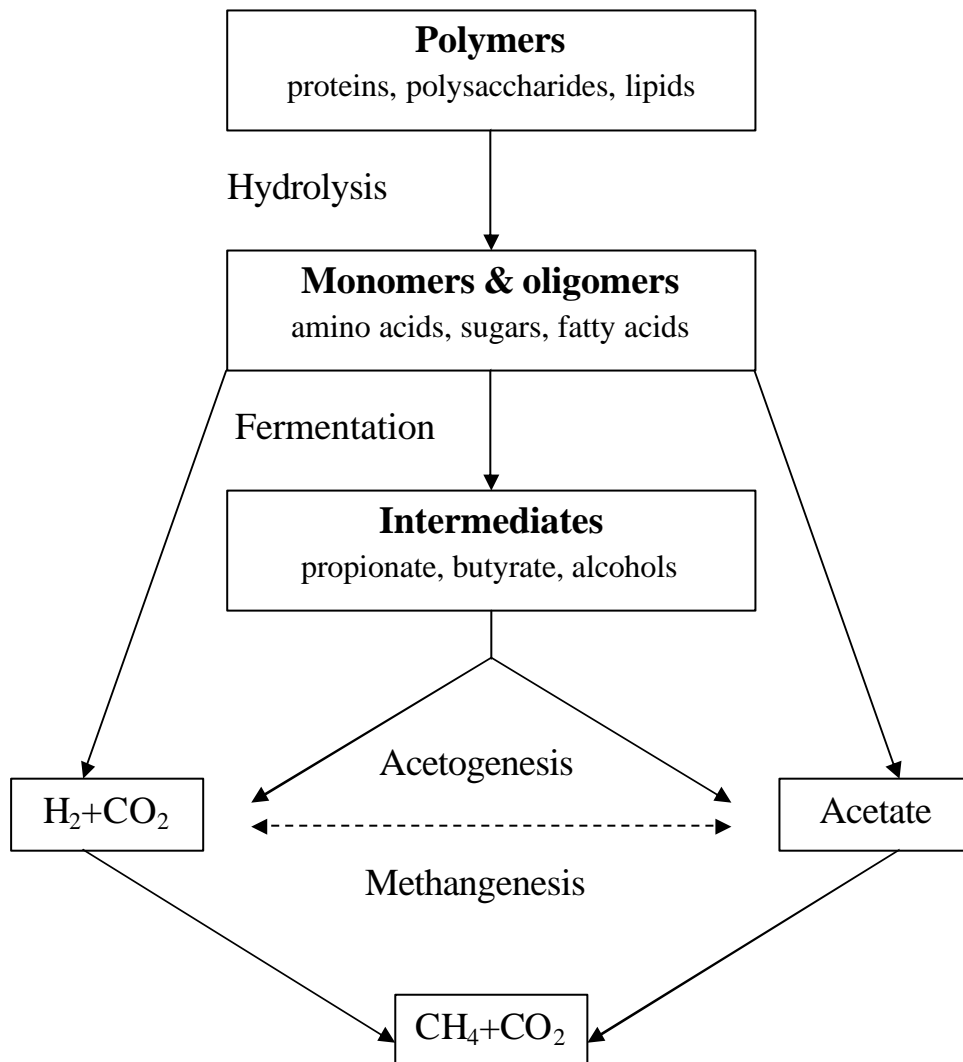 Polymers
proteins, polysaccharides, lipids
Hydrolysis
Monomers & oligomers
amino acids, sugars, fatty acids
Fermentation
Intermediates
propionate, butyrate, alcohols
Acetogenesis
H₂+CO₂
Acetate
Methangenesis
CH₄+CO₂